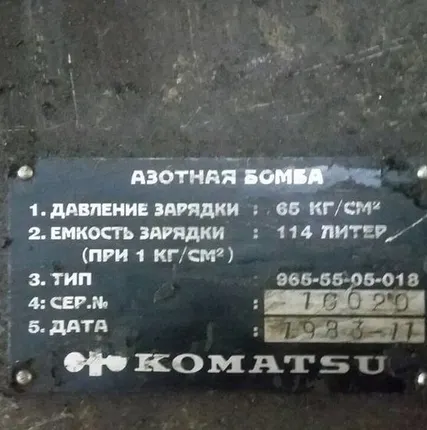 АЗОТНАЯ БОМБА
1. ДАВЛЕНИЕ ЗАРЯДКИ : 65 КГ/СМ²
2. ЕМКОСТЬ ЗАРЯДКИ : 114 ЛИТЕР
(ПРИ 1 КГ/СМ²)
3. ТИП 965-55-05-018
4: СЕР.№ : 10020
5. ДАТА : 1983-11
KOMATSU